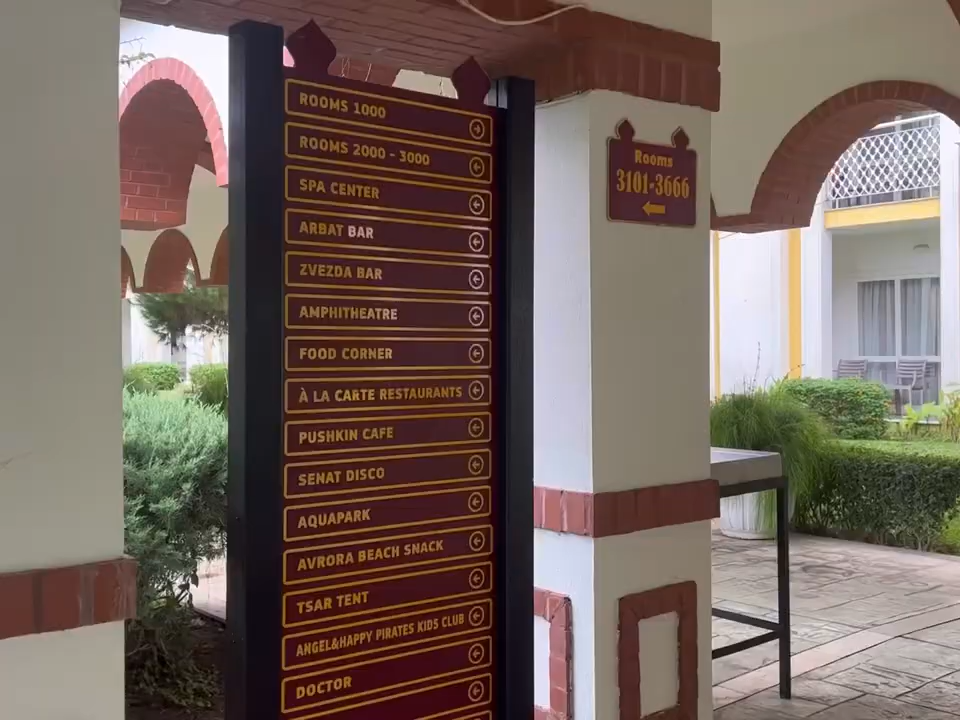 ROOMS 1000
ROOMS 2000 - 3000
SPA CENTER
ARBAT BAR
ZVEZDA BAR
AMPHITHEATRE
FOOD CORNER
À LA CARTE RESTAURANTS
PUSHKIN CAFE
SENAT DISCO
AQUAPARK
AVRORA BEACH SNACK
TSAR TENT
ANGEL&HAPPY PIRATES KIDS CLUB
DOCTOR
Rooms
3101-3666